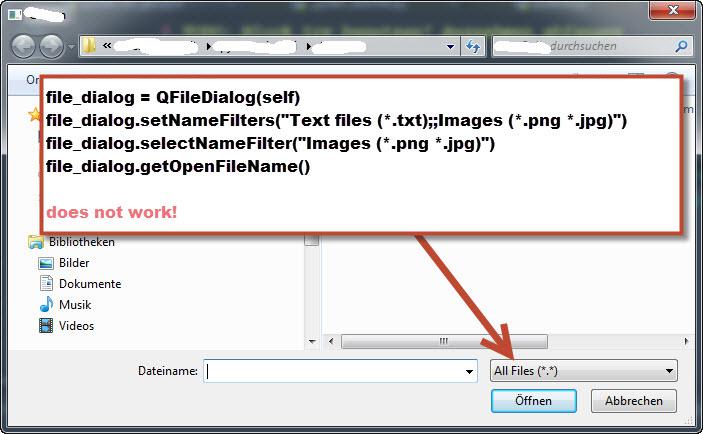 durchsuchen
Or
file_dialog = QFileDialog(self)
file_dialog.setNameFilters("Text files (*.txt);;Images (*.png *.jpg)")
file_dialog.selectNameFilter("Images (*.png *.jpg)")
file_dialog.getOpenFileName()
does not work!
Bibliotheken
Bilder
Dokumente
Musik
Videos
Dateiname:
All Files (*.*)
Öffnen
Abbrechen